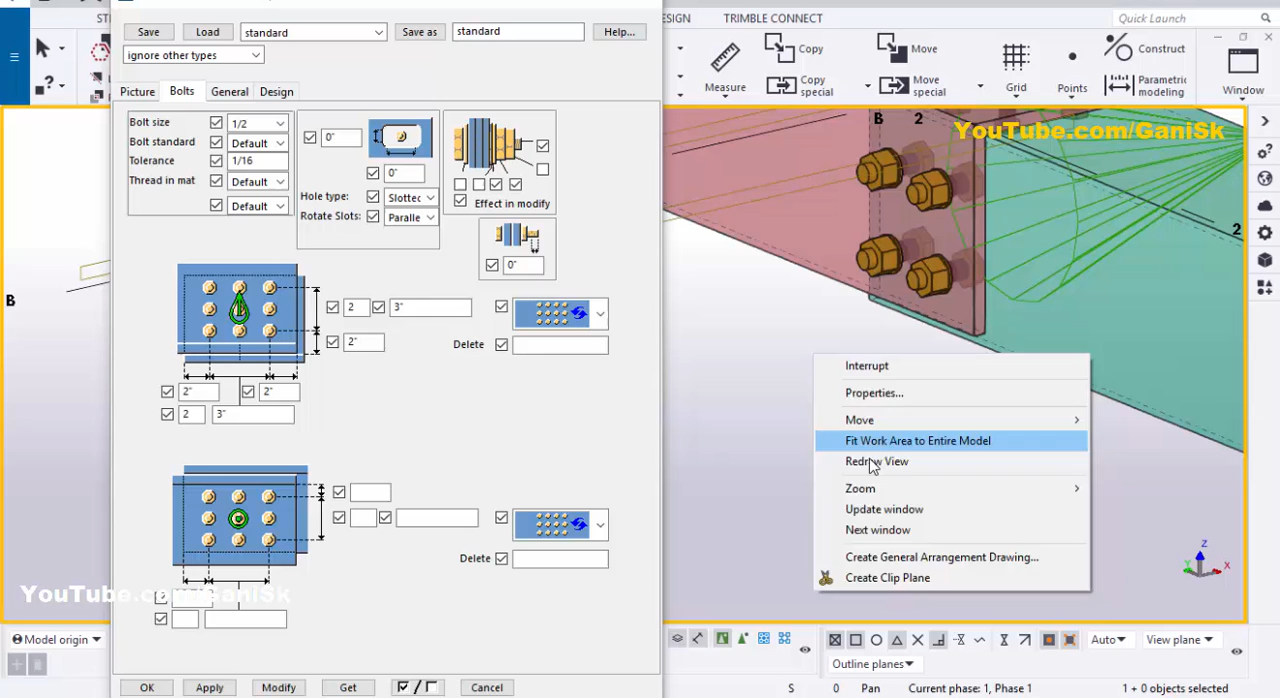 ESIGN
TRIMBLE CONNECT
Quick Launch
Save
Load
standard
Save as
standard
Help...
ignore other types
Copy
Move
Construct
Copy special
Move special
Parametric modeling
Measure
Grid
Points
Window
Picture
Bolts
General
Design
Bolt size
1/2
Bolt standard
Default
Tolerance
1/16
Thread in mat
Default
Default
0"
0"
Hole type:
Slotted
Rotate Slots:
Paralle
Effect in modify
0"
2
3"
2"
Delete
2"
2"
2
3"
Delete
B
2
YouTube.com/GaniSk
2
B
Interrupt
Properties...
Move
Fit Work Area to Entire Model
Redraw View
Zoom
Update window
Next window
Create General Arrangement Drawing...
Create Clip Plane
Z
X
YouTube.com/GaniSk
Model origin
Auto
View plane
Outline planes
OK
Apply
Modify
Get
/
Cancel
S
0
Pan
Current phase: 1, Phase 1
1 + 0 objects selected